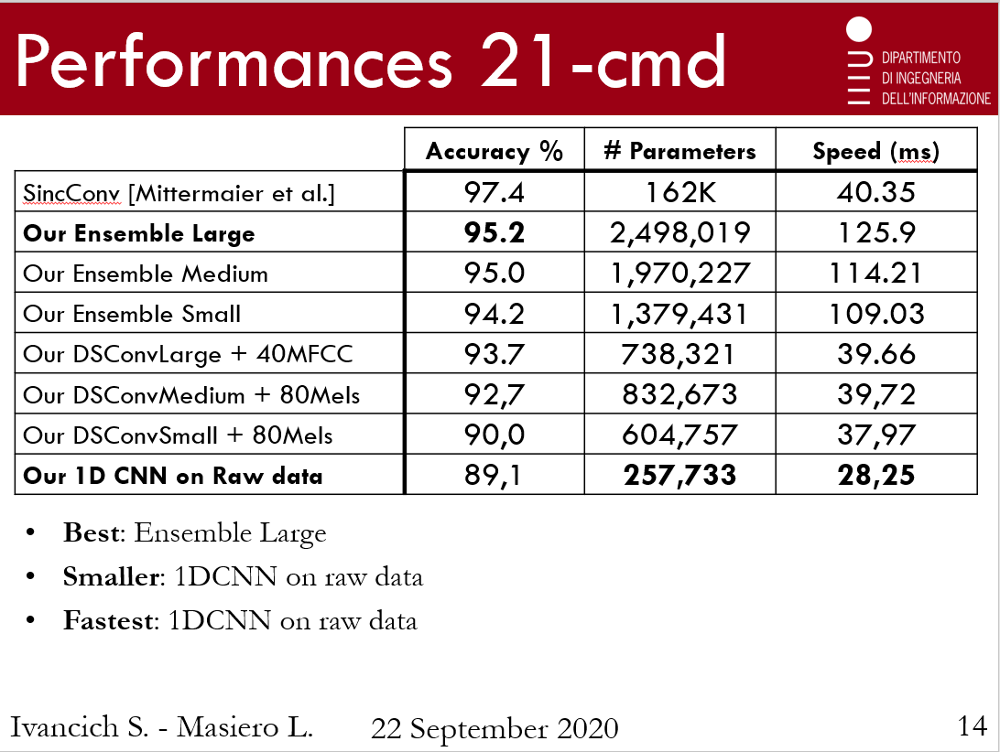 Performances 21-cmd
DIPARTIMENTO
DI INGEGNERIA
DELL'INFORMAZIONE
Accuracy % # Parameters Speed (ms)
SincConv [Mittermaier et al.] 97.4 162K 40.35
Our Ensemble Large 95.2 2,498,019 125.9
Our Ensemble Medium 95.0 1,970,227 114.21
Our Ensemble Small 94.2 1,379,431 109.03
Our DSConvLarge + 40MFCC 93.7 738,321 39.66
Our DSConvMedium + 80Mels 92,7 832,673 39,72
Our DSConvSmall + 80Mels 90,0 604,757 37,97
Our 1D CNN on Raw data 89,1 257,733 28,25
• Best: Ensemble Large
• Smaller: 1DCNN on raw data
• Fastest: 1DCNN on raw data
Ivancich S. - Masiero L. 22 September 2020 14